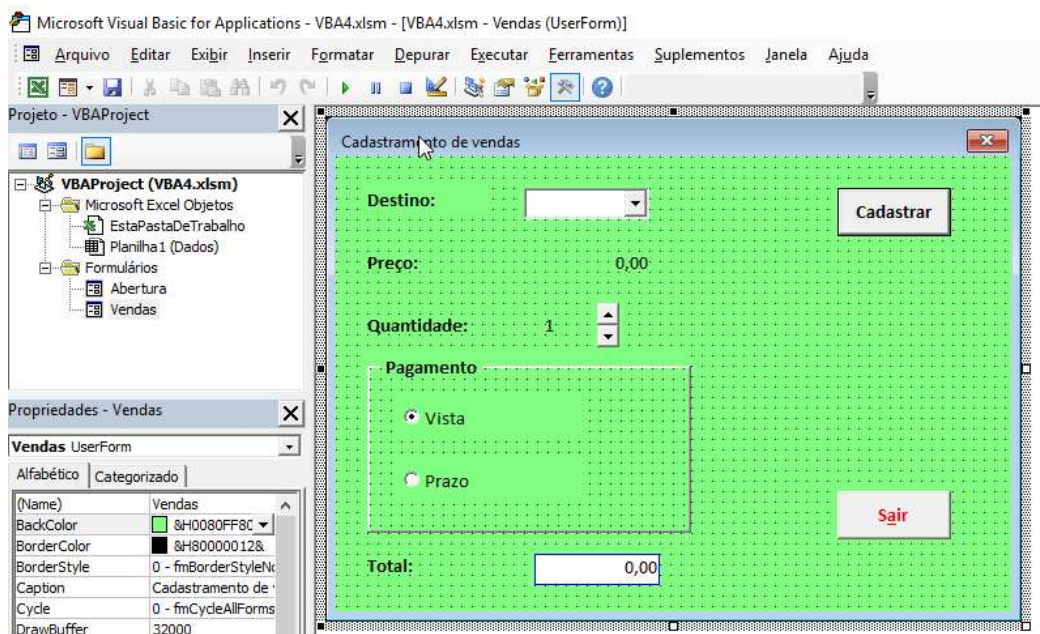 Microsoft Visual Basic for Applications - VBA4.xlsm - [VBA4.xlsm - Vendas (UserForm)]
Arquivo Editar Exibir Inserir Formatar Depurar Executar Ferramentas Suplementos Janela Ajuda
Projeto - VBAProject
VBAProject (VBA4.xlsm)
Microsoft Excel Objetos
EstaPastaDeTrabalho
Planilha1 (Dados)
Formulários
Abertura
Vendas
Propriedades - Vendas
Vendas UserForm
Alfabético Categorizado
(Name) Vendas
BackColor &H0080FF80
BorderColor &H80000012&
BorderStyle 0 - fmBorderStyleNo
Caption Cadastramento de
Cycle 0 - fmCycleAllForms
DrawBuffer 32000
Cadastramento de vendas
Destino:
Cadastrar
Preço: 0,00
Quantidade: 1
Pagamento
Vista
Prazo
Sair
Total: 0,00